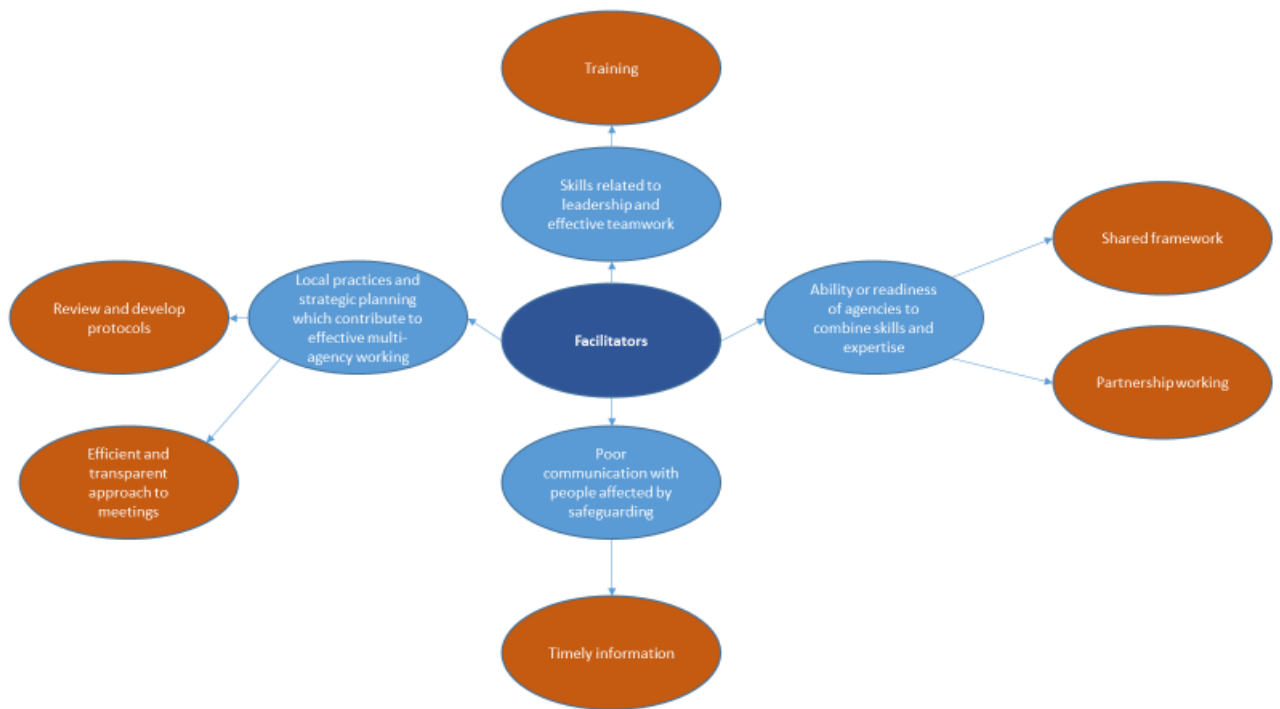 Training
Skills related to
leadership and
effective teamwork
Shared framework
Local practices and
strategic planning
which contribute to
effective multi-
agency working
Ability or readiness
of agencies to
combine skills and
expertise
Review and develop
protocols
Facilitators
Partnership working
Efficient and
transparent
approach to
meetings
Poor
communication with
people affected by
safeguarding
Timely information